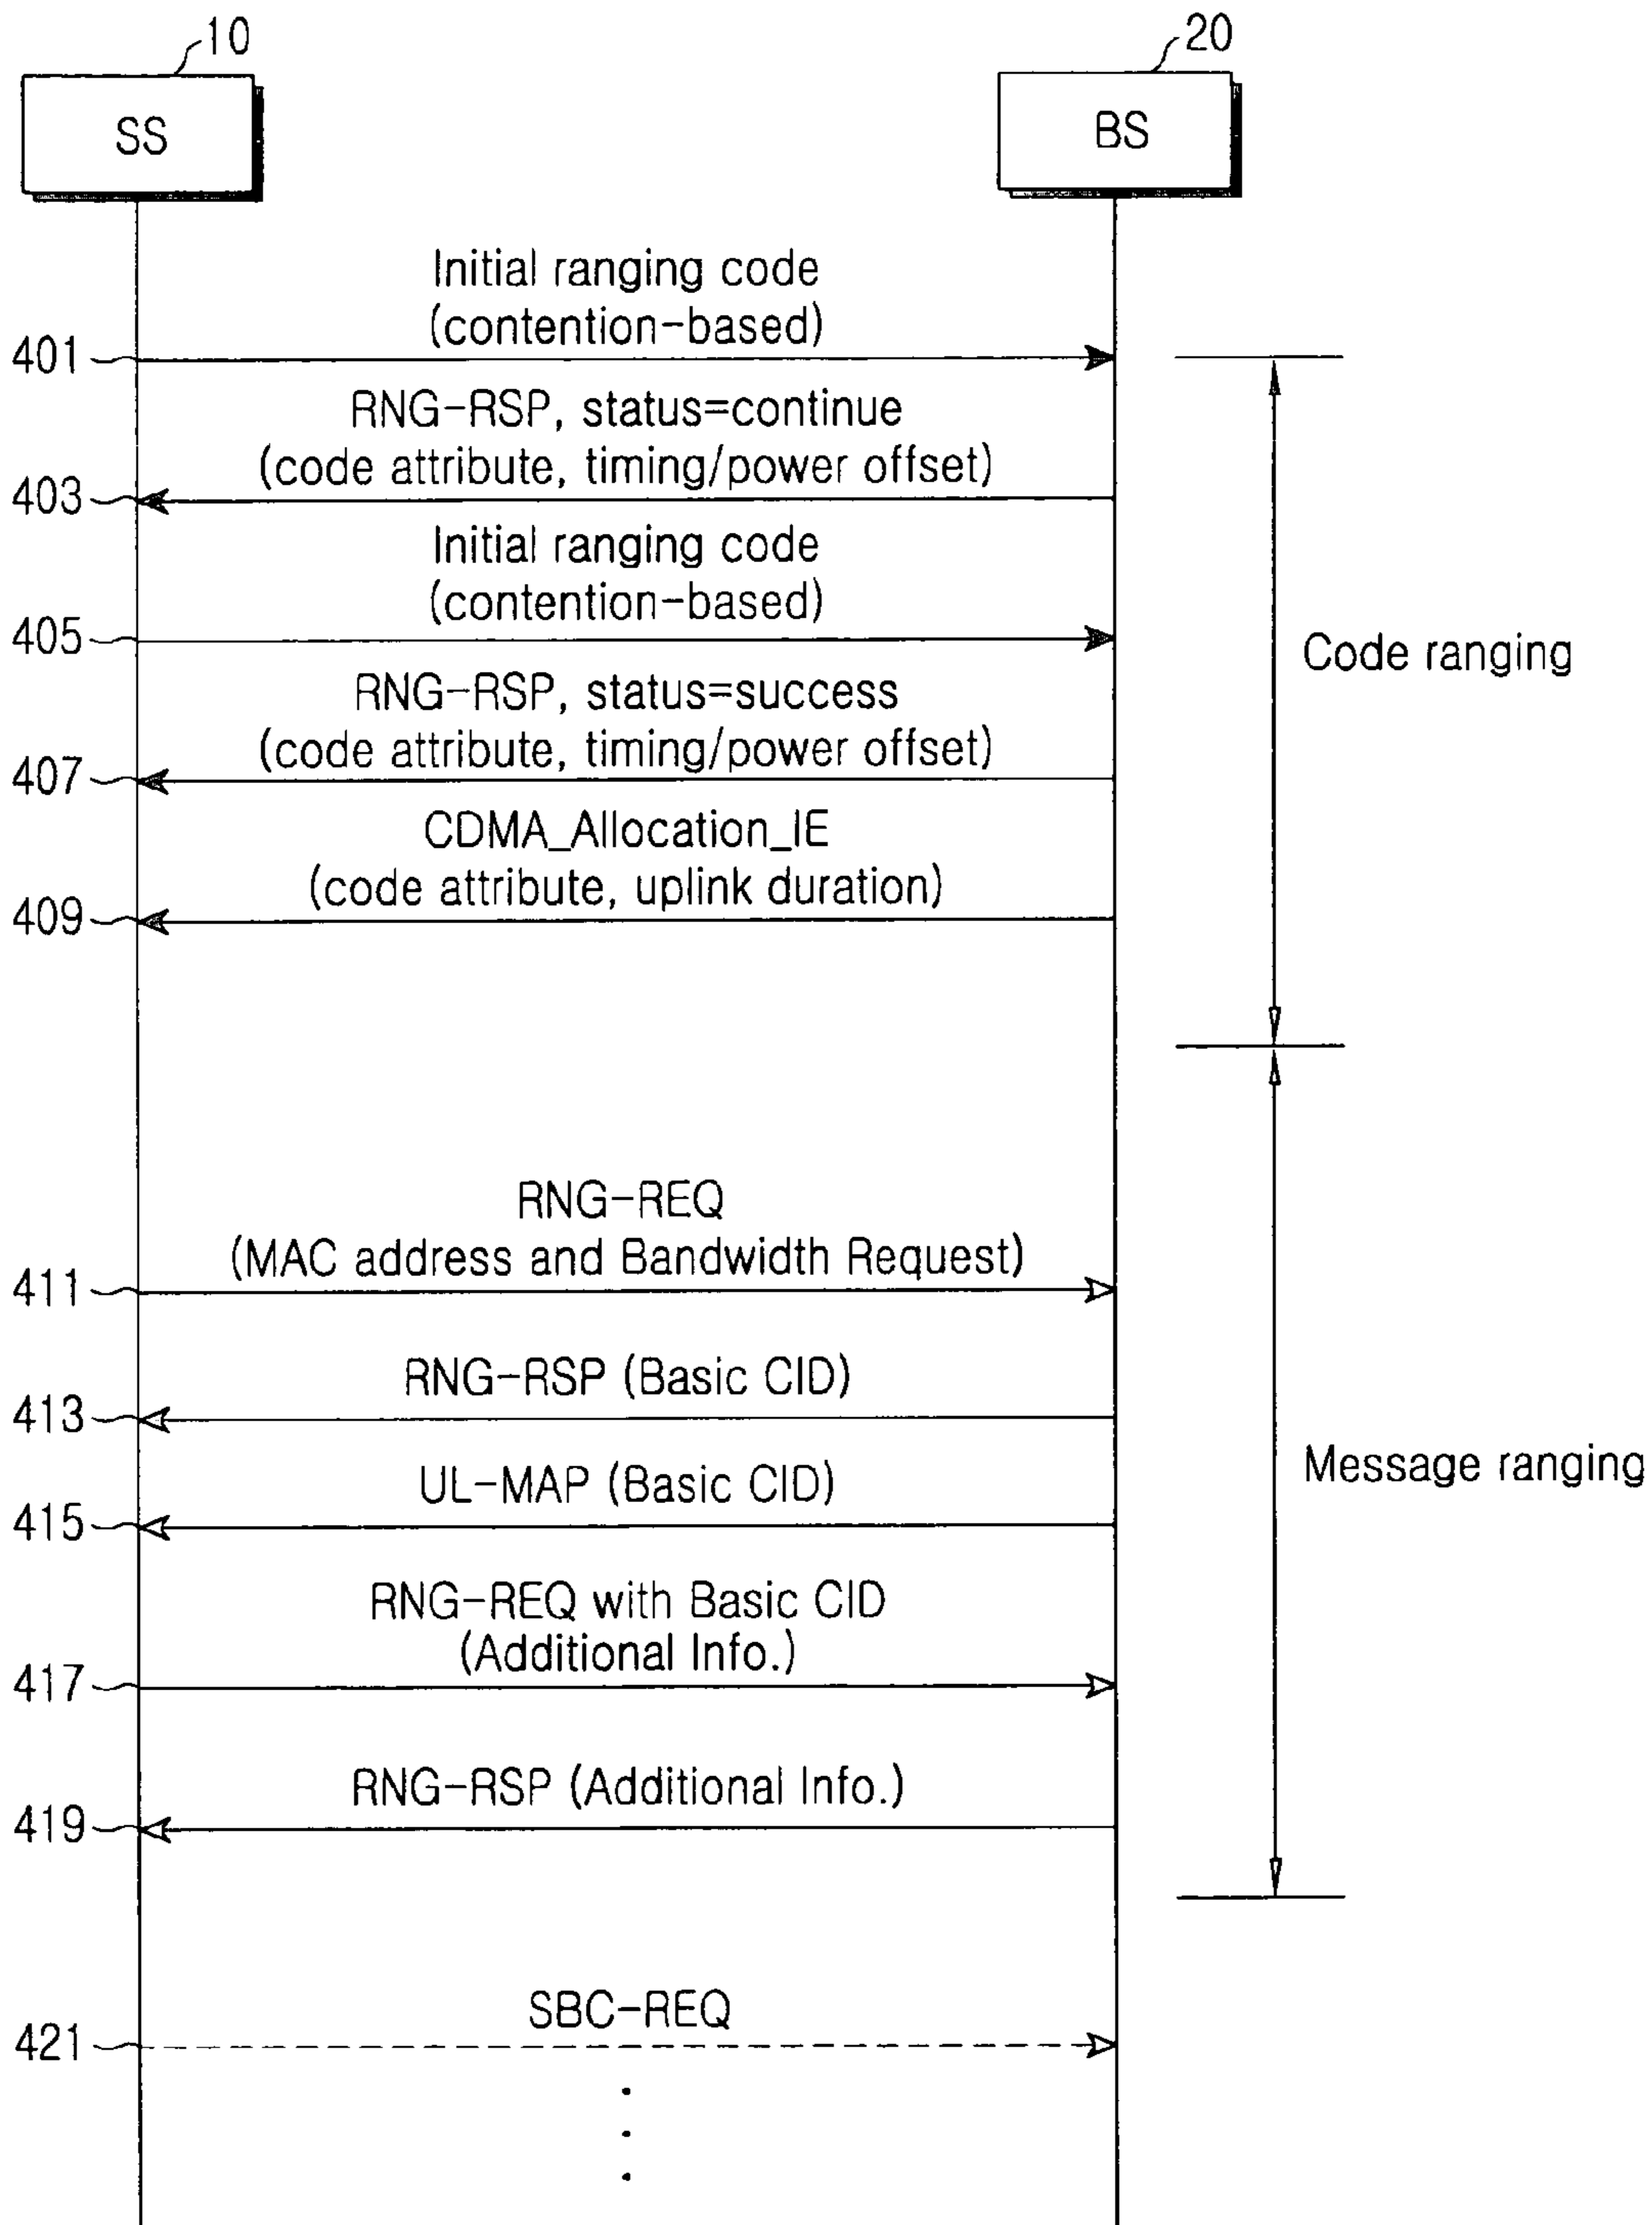 10
20
SS
BS
Initial ranging code
(contention-based)
401
RNG-RSP, status=continue
(code attribute, timing/power offset)
403
Initial ranging code
(contention-based)
405
Code ranging
RNG-RSP, status=success
(code attribute, timing/power offset)
407
CDMA_Allocation_IE
(code attribute, uplink duration)
409
RNG-REQ
(MAC address and Bandwidth Request)
411
RNG-RSP (Basic CID)
413
Message ranging
UL-MAP (Basic CID)
415
RNG-REQ with Basic CID
(Additional Info.)
417
RNG-RSP (Additional Info.)
419
SBC-REQ
421